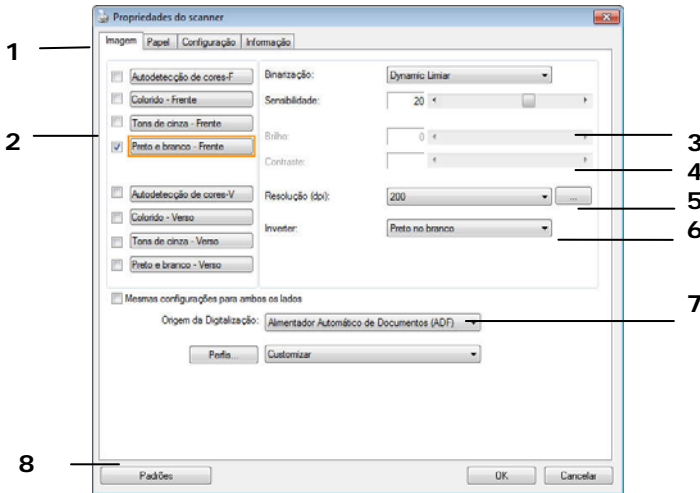 Propriedades do scanner
1
Imagem Papel Configuração Informação
Autodetecção de cores-F
Binarização: Dynamic Limiar
Colorido - Frente
Sensibilidade: 20
Tons de cinza - Frente
2
Preto e branco - Frente
Brilho: 0
3
Contraste:
4
Autodetecção de cores-V
Resolução (dpi): 200 ...
5
Colorido - Verso
Inverter: Preto no branco
6
Tons de cinza - Verso
Preto e branco - Verso
Mesmas configurações para ambos os lados
7
Origem da Digitalização: Alimentador Automático de Documentos (ADF)
Perfis... Customizar
8
Padrões OK Cancelar